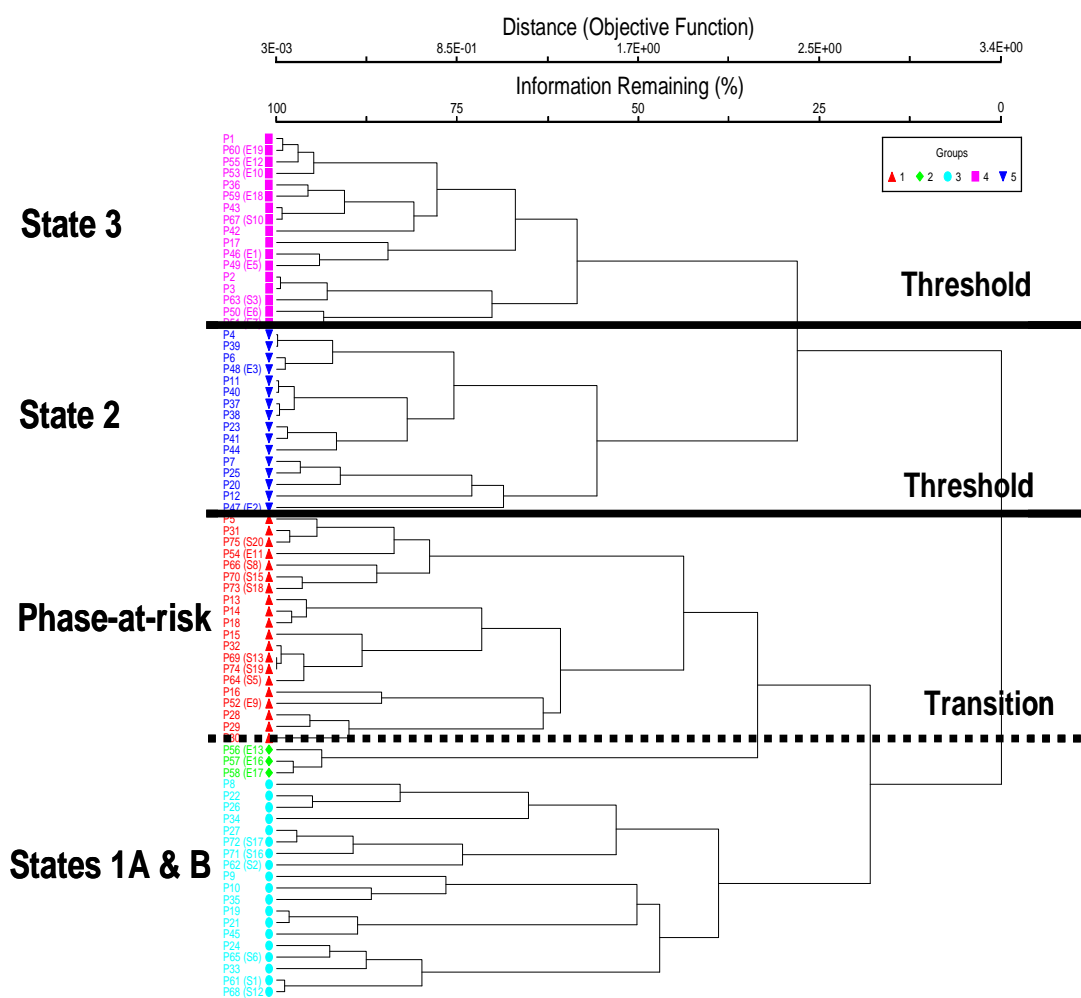 Distance (Objective Function)
3E-03 8.5E-01 1.7E+00 2.5E+00 3.4E+00
Information Remaining (%)
100 75 50 25 0
Groups
1 2 3 4 5
P1
P60 (E19
P55 (E12
P53 (E10
P36
P59 (E18
P43
P67 (S10
P42
State 3
P17
P46 (E1)
P49 (E5)
P2
P3
Threshold
P63 (S3)
P50 (E6)
P4
P39
P6
P48 (E3)
P11
P40
P37
P38
State 2
P23
P41
P44
P7
P25
P20
Threshold
P12
P47 (E2)
P5
P31
P75 (S20
P54 (E11
P66 (S8)
P70 (S15
P73 (S18
P13
P14
Phase-at-risk
P18
P15
P32
P69 (S13
P74 (S19
P64 (S5)
P16
P52 (E9)
Transition
P28
P29
P30
P56 (E13
P57 (E16
P58 (E17
P8
P22
P26
P34
P27
P72 (S17
P71 (S16
P62 (S2)
States 1A & B
P9
P10
P35
P19
P21
P45
P24
P65 (S6)
P33
P61 (S1)
P68 (S12